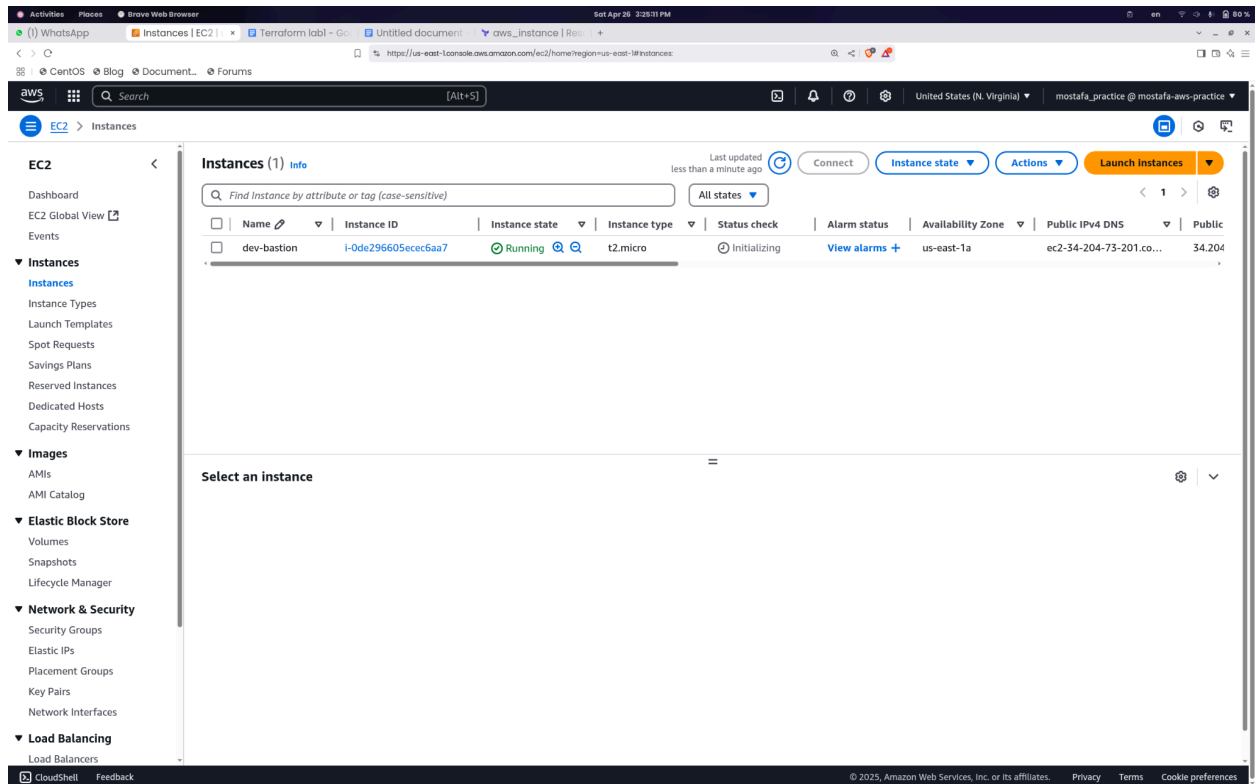 Activities Places Brave Web Browser Sat Apr 26 3:25:11 PM en 80 %
(1) WhatsApp Instances | EC2 | Terraform lab1 - Go Untitled document - aws_instance | Res
https://us-east-1.console.aws.amazon.com/ec2/home?region=us-east-1#Instances:
CentOS Blog Document... Forums
aws Search [Alt+S] United States (N. Virginia) mostafa_practice @ mostafa-aws-practice
EC2 > Instances
EC2
Dashboard
EC2 Global View
Events
Instances
Instances
Instance Types
Launch Templates
Spot Requests
Savings Plans
Reserved Instances
Dedicated Hosts
Capacity Reservations
Images
AMIs
AMI Catalog
Elastic Block Store
Volumes
Snapshots
Lifecycle Manager
Network & Security
Security Groups
Elastic IPs
Placement Groups
Key Pairs
Network Interfaces
Load Balancing
Load Balancers
Instances (1) Info
Last updated
less than a minute ago
Connect Instance state Actions Launch instances
Find Instance by attribute or tag (case-sensitive) All states 1
Name Instance ID Instance state Instance type Status check Alarm status Availability Zone Public IPv4 DNS Public
dev-bastion i-0de296605ecec6aa7 Running t2.micro Initializing View alarms + us-east-1a ec2-34-204-73-201.co... 34.204
Select an instance
CloudShell Feedback © 2025, Amazon Web Services, Inc. or its affiliates. Privacy Terms Cookie preferences